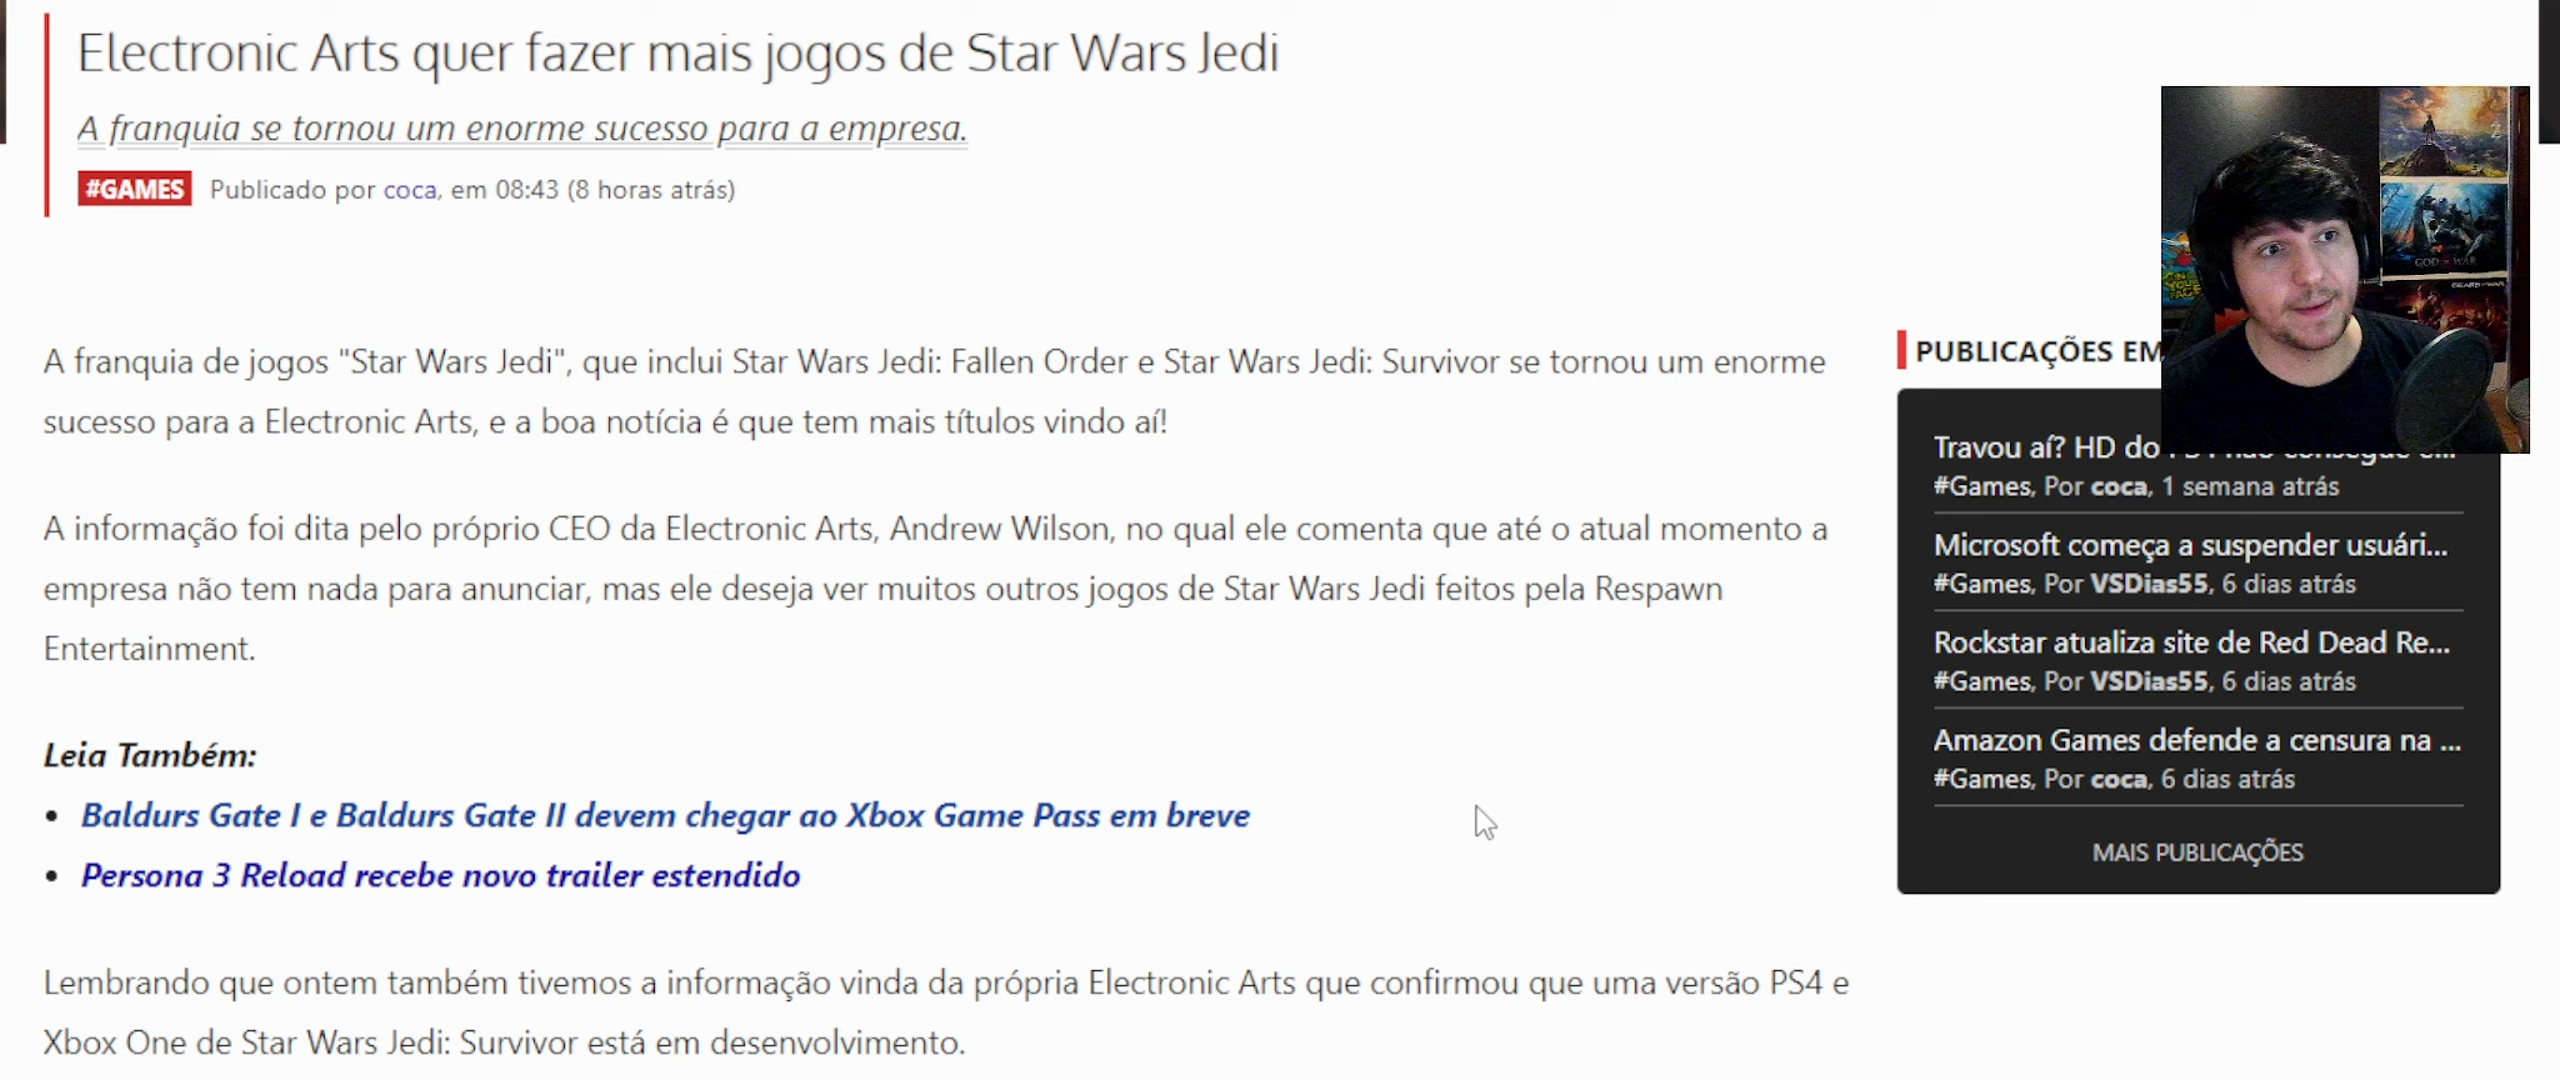 Electronic Arts quer fazer mais jogos de Star Wars Jedi
A franquia se tornou um enorme sucesso para a empresa.
#GAMES Publicado por coca, em 08:43 (8 horas atrás)
A franquia de jogos "Star Wars Jedi", que inclui Star Wars Jedi: Fallen Order e Star Wars Jedi: Survivor se tornou um enorme
sucesso para a Electronic Arts, e a boa notícia é que tem mais títulos vindo aí!
A informação foi dita pelo próprio CEO da Electronic Arts, Andrew Wilson, no qual ele comenta que até o atual momento a
empresa não tem nada para anunciar, mas ele deseja ver muitos outros jogos de Star Wars Jedi feitos pela Respawn
Entertainment.
Leia Também:
• Baldurs Gate I e Baldurs Gate II devem chegar ao Xbox Game Pass em breve
• Persona 3 Reload recebe novo trailer estendido
Lembrando que ontem também tivemos a informação vinda da própria Electronic Arts que confirmou que uma versão PS4 e
Xbox One de Star Wars Jedi: Survivor está em desenvolvimento.
PUBLICAÇÕES EM
Travou aí? HD do
#Games, Por coca, 1 semana atrás
Microsoft começa a suspender usuári...
#Games, Por VSDias55, 6 dias atrás
Rockstar atualiza site de Red Dead Re...
#Games, Por VSDias55, 6 dias atrás
Amazon Games defende a censura na ...
#Games, Por coca, 6 dias atrás
MAIS PUBLICAÇÕES
GOD OF WAR
GEARS OF WAR